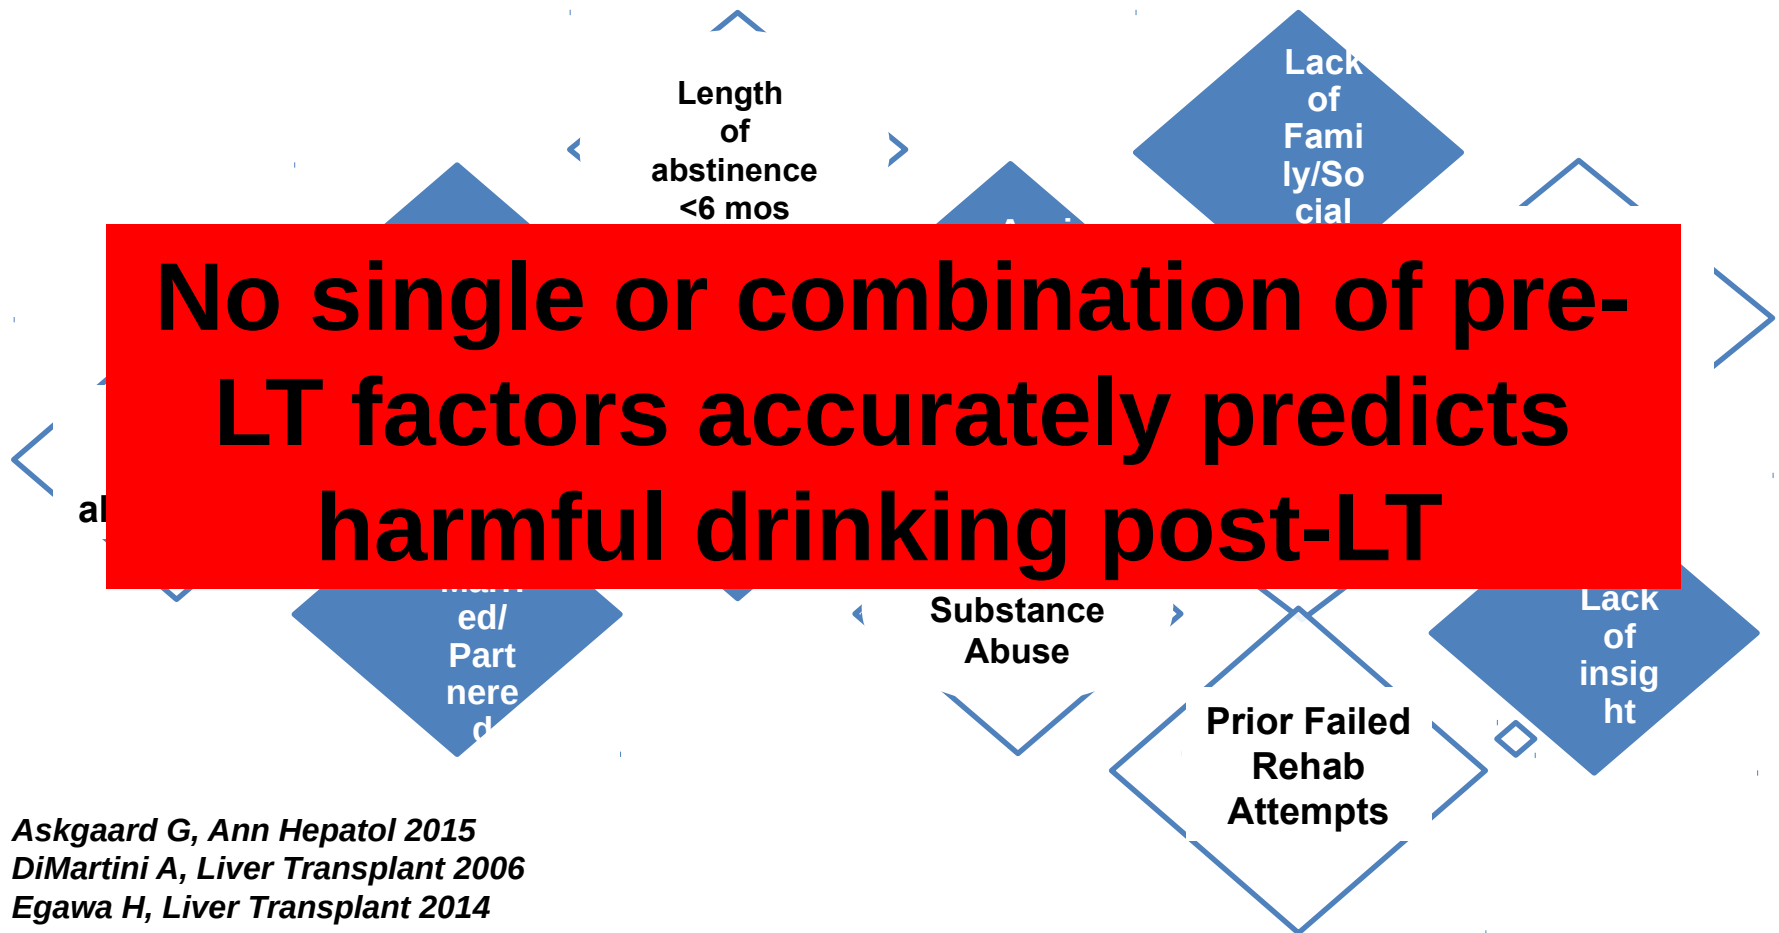 Length
of
abstinence
<6 mos
Lack
of
Fami
ly/So
cial
No single or combination of pre-
LT factors accurately predicts
harmful drinking post-LT
ed/
Part
nere
d
Substance
Abuse
Lack
of
insig
ht
Prior Failed
Rehab
Attempts
Askgaard G, Ann Hepatol 2015
DiMartini A, Liver Transplant 2006
Egawa H, Liver Transplant 2014